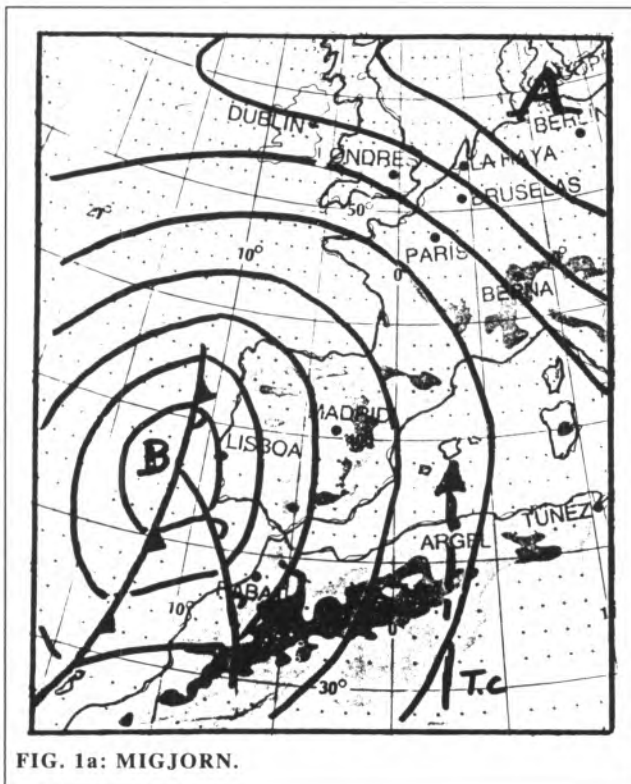 A
DUBLIN
BERLIN
LONDRES
LA HAYA
BRUSELAS
50°
10°
PARIS
0
BERNA
MADRID
B
LISBOA
TUNEZ
ARGEL
RABAT
10°
0
30°
T.C
FIG. 1a: MIGJORN.